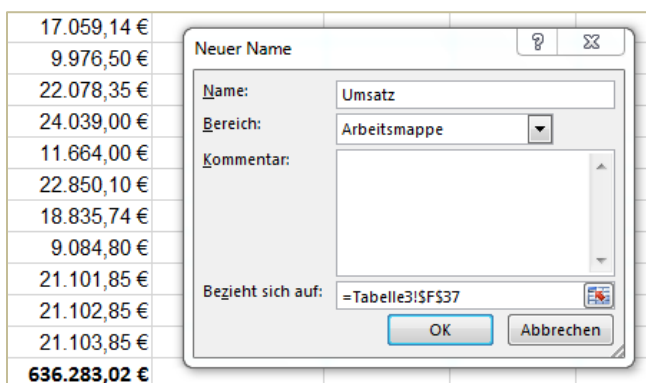 17.059,14 €
9.976,50 €
22.078,35 €
24.039,00 €
11.664,00 €
22.850,10 €
18.835,74 €
9.084,80 €
21.101,85 €
21.102,85 €
21.103,85 €
636.283,02 €
Neuer Name
Name: Umsatz
Bereich: Arbeitsmappe
Kommentar:
Bezieht sich auf: =Tabelle3!$F$37
OK Abbrechen